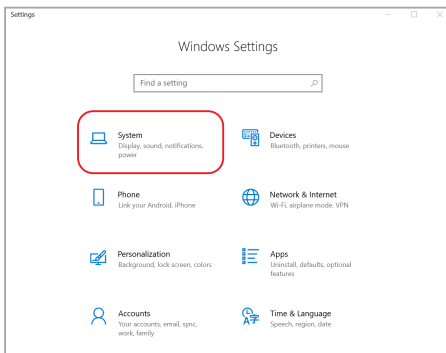 Settings
Windows Settings
Find a setting
System
Display, sound, notifications,
power
Devices
Bluetooth, printers, mouse
Phone
Link your Android, iPhone
Network & Internet
Wi-Fi, airplane mode, VPN
Personalization
Background, lock screen, colors
Apps
Uninstall, defaults, optional
features
Accounts
Your accounts, email, sync,
work, family
Time & Language
Speech, region, date